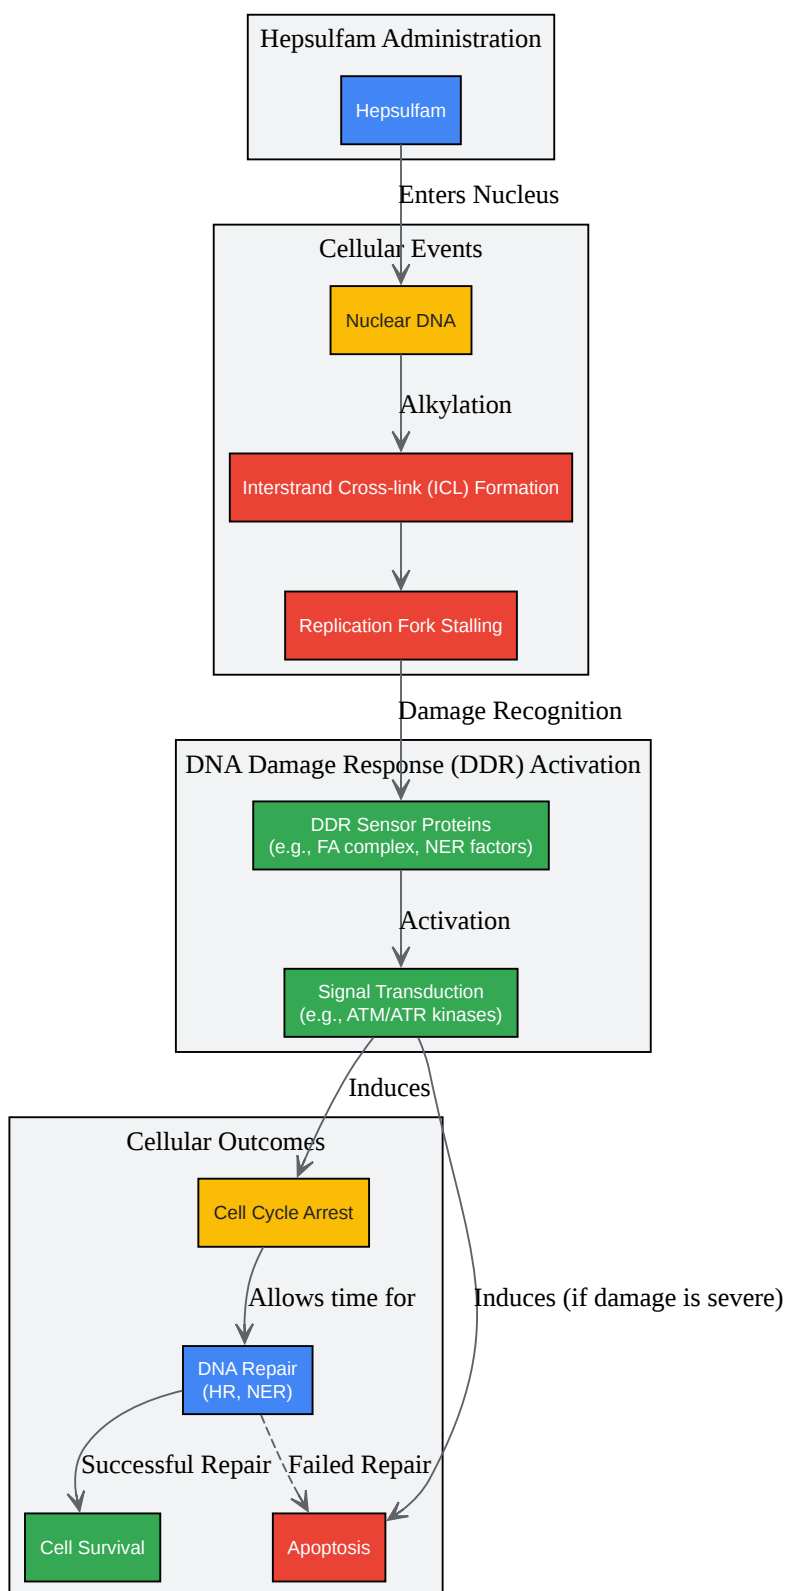 Hepsulfam Administration
Hepsulfam
Enters Nucleus
Cellular Events
Nuclear DNA
Alkylation
Interstrand Cross-link (ICL) Formation
Replication Fork Stalling
Damage Recognition
DNA Damage Response (DDR) Activation
DDR Sensor Proteins
(e.g., FA complex, NER factors)
Activation
Signal Transduction
(e.g., ATM/ATR kinases)
Induces
Cellular Outcomes
Cell Cycle Arrest
Allows time for
Induces (if damage is severe)
DNA Repair
(HR, NER)
Successful Repair
Failed Repair
Cell Survival
Apoptosis